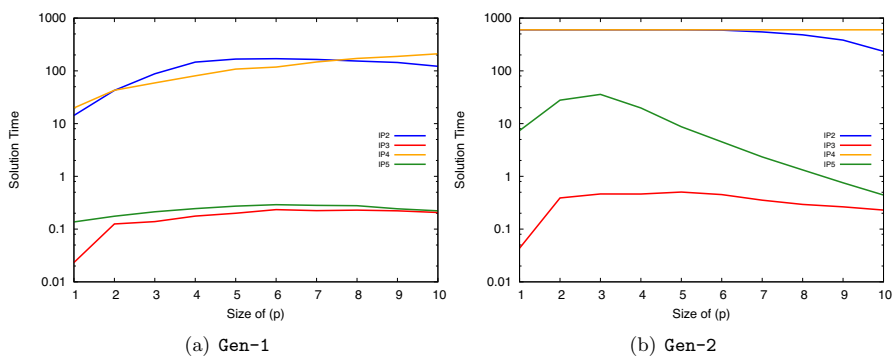 1000
100
10
1
0.1
0.01
Solution Time
IP2
IP3
IP4
IP5
1 2 3 4 5 6 7 8 9 10
Size of (p)
(a) Gen-1
1000
100
10
1
0.1
0.01
Solution Time
IP2
IP3
IP4
IP5
1 2 3 4 5 6 7 8 9 10
Size of (p)
(b) Gen-2